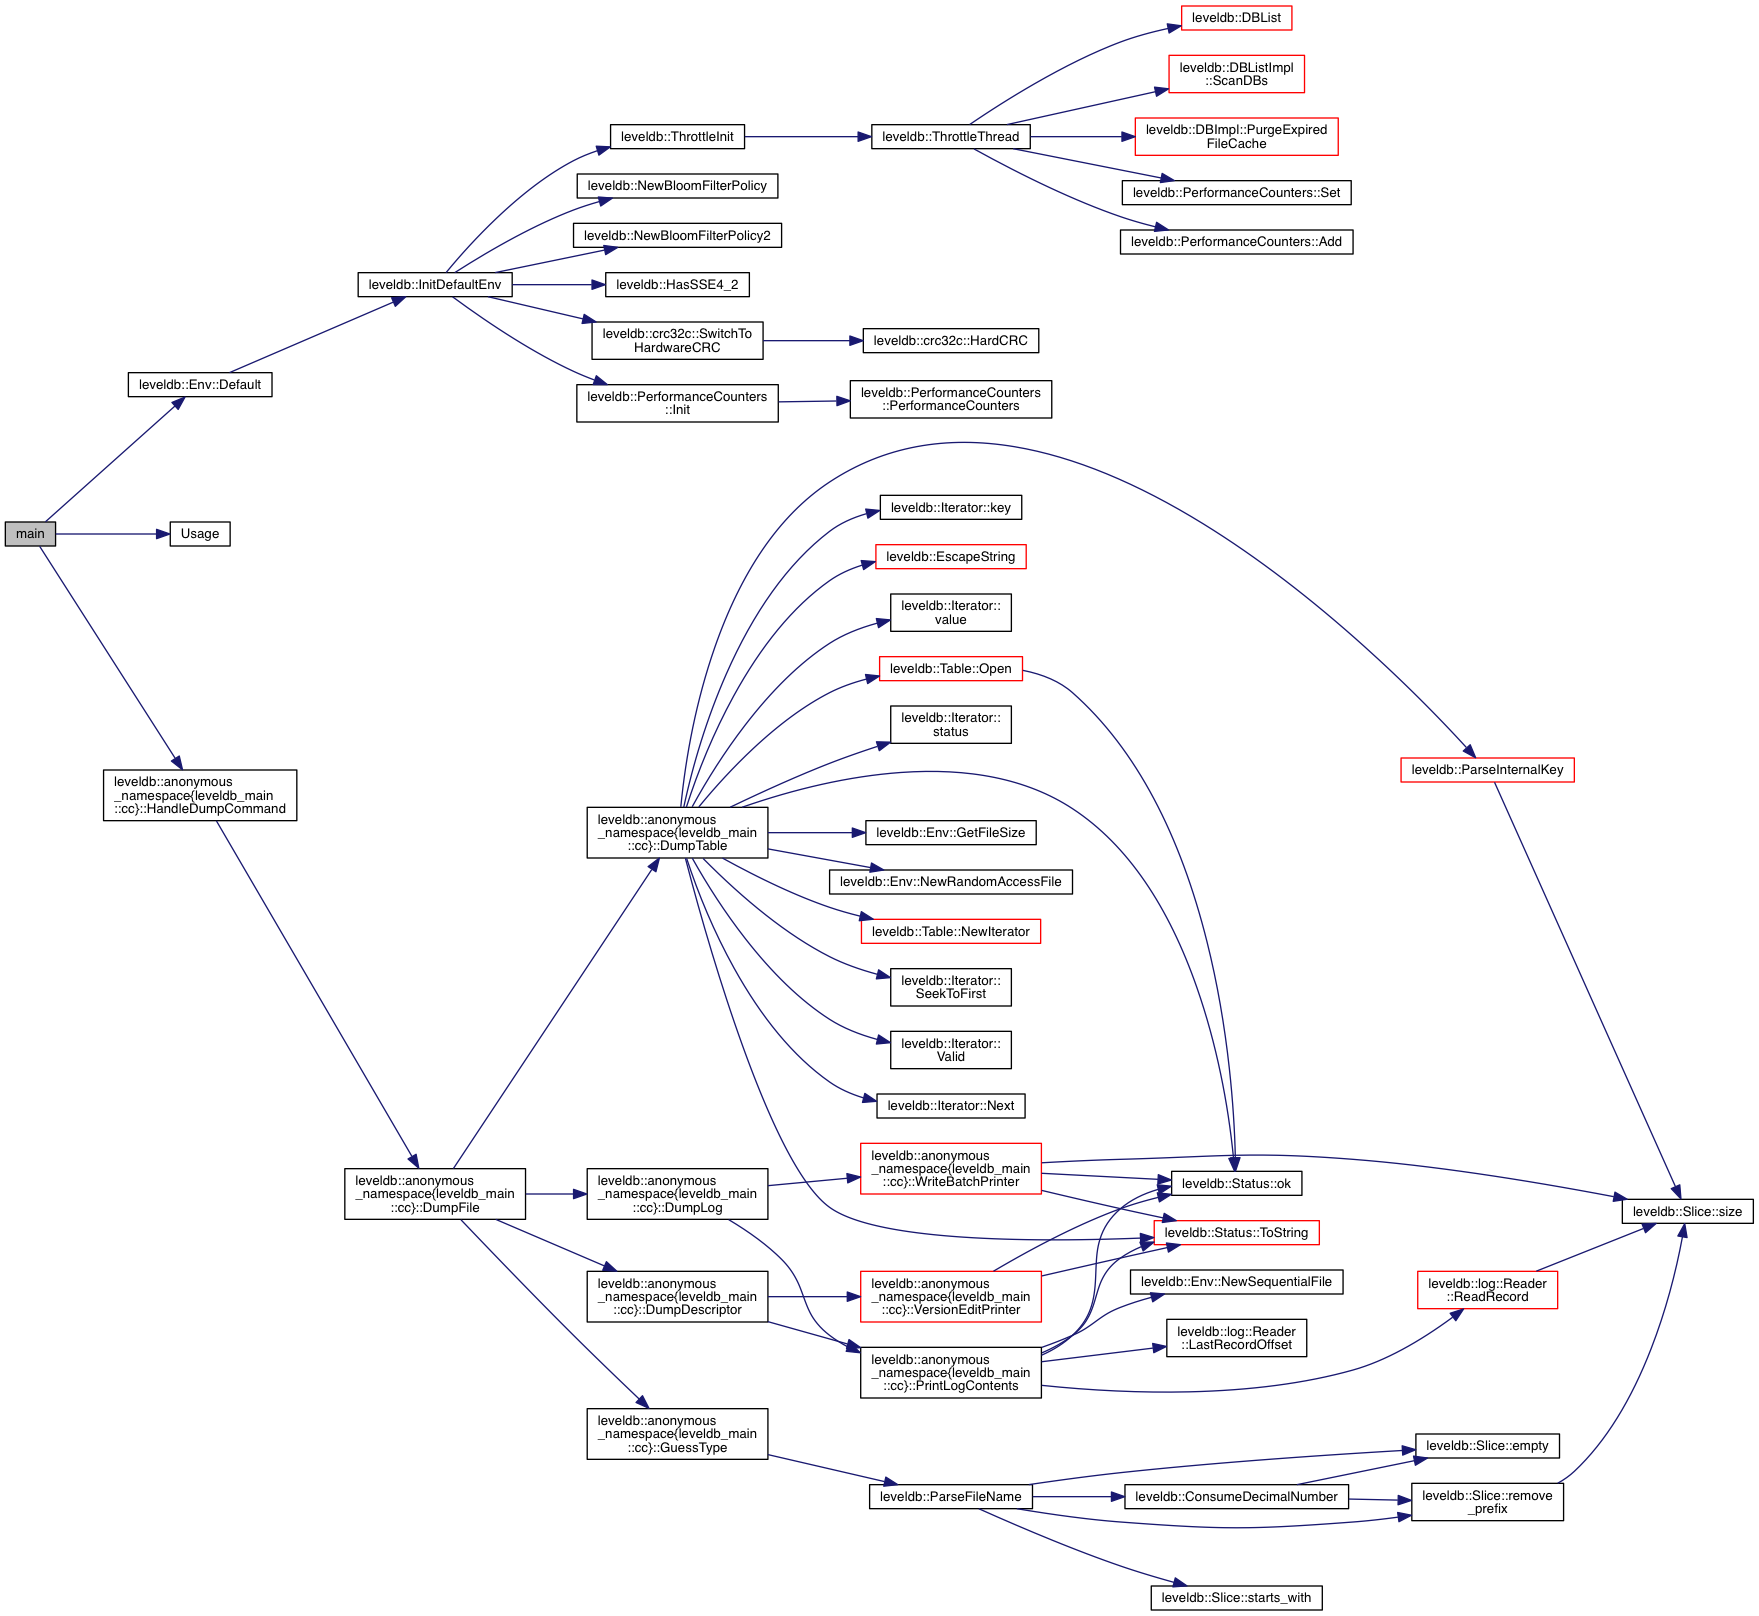 leveldb::DBList
leveldb::DBListImpl
::ScanDBs
leveldb::ThrottleInit
leveldb::ThrottleThread
leveldb::DBImpl::PurgeExpired
FileCache
leveldb::NewBloomFilterPolicy
leveldb::PerformanceCounters::Set
leveldb::NewBloomFilterPolicy2
leveldb::PerformanceCounters::Add
leveldb::InitDefaultEnv
leveldb::HasSSE4_2
leveldb::crc32c::SwitchTo
HardwareCRC
leveldb::crc32c::HardCRC
leveldb::Env::Default
leveldb::PerformanceCounters
::Init
leveldb::PerformanceCounters
::PerformanceCounters
main
Usage
leveldb::Iterator::key
leveldb::EscapeString
leveldb::Iterator::
value
leveldb::Table::Open
leveldb::Iterator::
status
leveldb::ParseInternalKey
leveldb::anonymous
_namespace{leveldb_main
::cc}::HandleDumpCommand
leveldb::anonymous
_namespace{leveldb_main
::cc}::DumpTable
leveldb::Env::GetFileSize
leveldb::Env::NewRandomAccessFile
leveldb::Table::NewIterator
leveldb::Iterator::
SeekToFirst
leveldb::Iterator::
Valid
leveldb::Iterator::Next
leveldb::anonymous
_namespace{leveldb_main
::cc}::DumpFile
leveldb::anonymous
_namespace{leveldb_main
::cc}::DumpLog
leveldb::anonymous
_namespace{leveldb_main
::cc}::WriteBatchPrinter
leveldb::Status::ok
leveldb::Slice::size
leveldb::Status::ToString
leveldb::anonymous
_namespace{leveldb_main
::cc}::DumpDescriptor
leveldb::anonymous
_namespace{leveldb_main
::cc}::VersionEditPrinter
leveldb::Env::NewSequentialFile
leveldb::log::Reader
::ReadRecord
leveldb::log::Reader
::LastRecordOffset
leveldb::anonymous
_namespace{leveldb_main
::cc}::PrintLogContents
leveldb::anonymous
_namespace{leveldb_main
::cc}::GuessType
leveldb::Slice::empty
leveldb::ParseFileName
leveldb::ConsumeDecimalNumber
leveldb::Slice::remove
_prefix
leveldb::Slice::starts_with